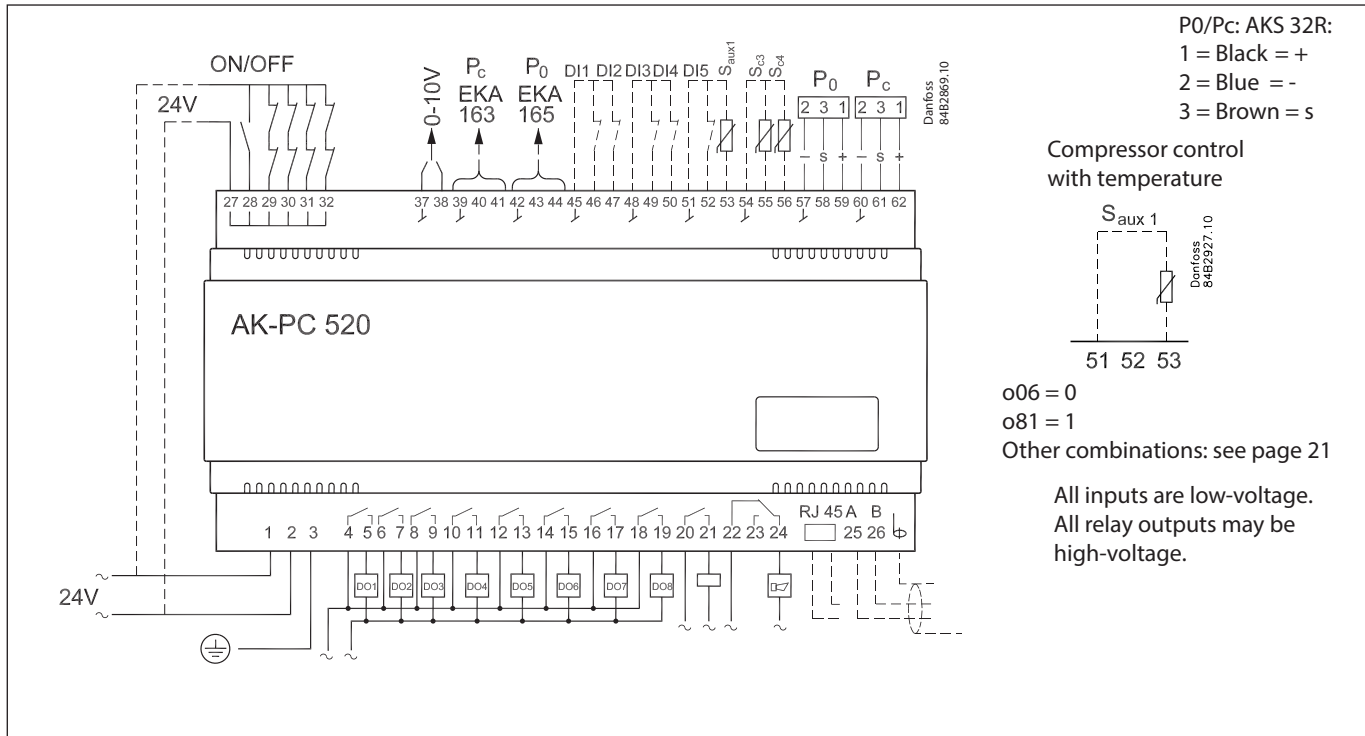 ON/OFF
24V
0-10V
Pc
EKA
163
P0
EKA
165
DI1 DI2 DI3 DI4 DI5 Saux1 Sc3 Sc4
P0 Pc
2 3 1 2 3 1
– s + – s +
Danfoss
84B2869.10
27 28 29 30 31 32 37 38 39 40 41 42 43 44 45 46 47 48 49 50 51 52 53 54 55 56 57 58 59 60 61 62
AK-PC 520
RJ 45 A B
1 2 3 4 5 6 7 8 9 10 11 12 13 14 15 16 17 18 19 20 21 22 23 24 25 26
DO1 DO2 DO3 DO4 DO5 DO6 DO7 DO8
24V
P0/Pc: AKS 32R:
1 = Black = +
2 = Blue = -
3 = Brown = s
Compressor control
with temperature
Saux 1
Danfoss
84B2927.10
51 52 53
o06 = 0
o81 = 1
Other combinations: see page 21
All inputs are low-voltage.
All relay outputs may be
high-voltage.